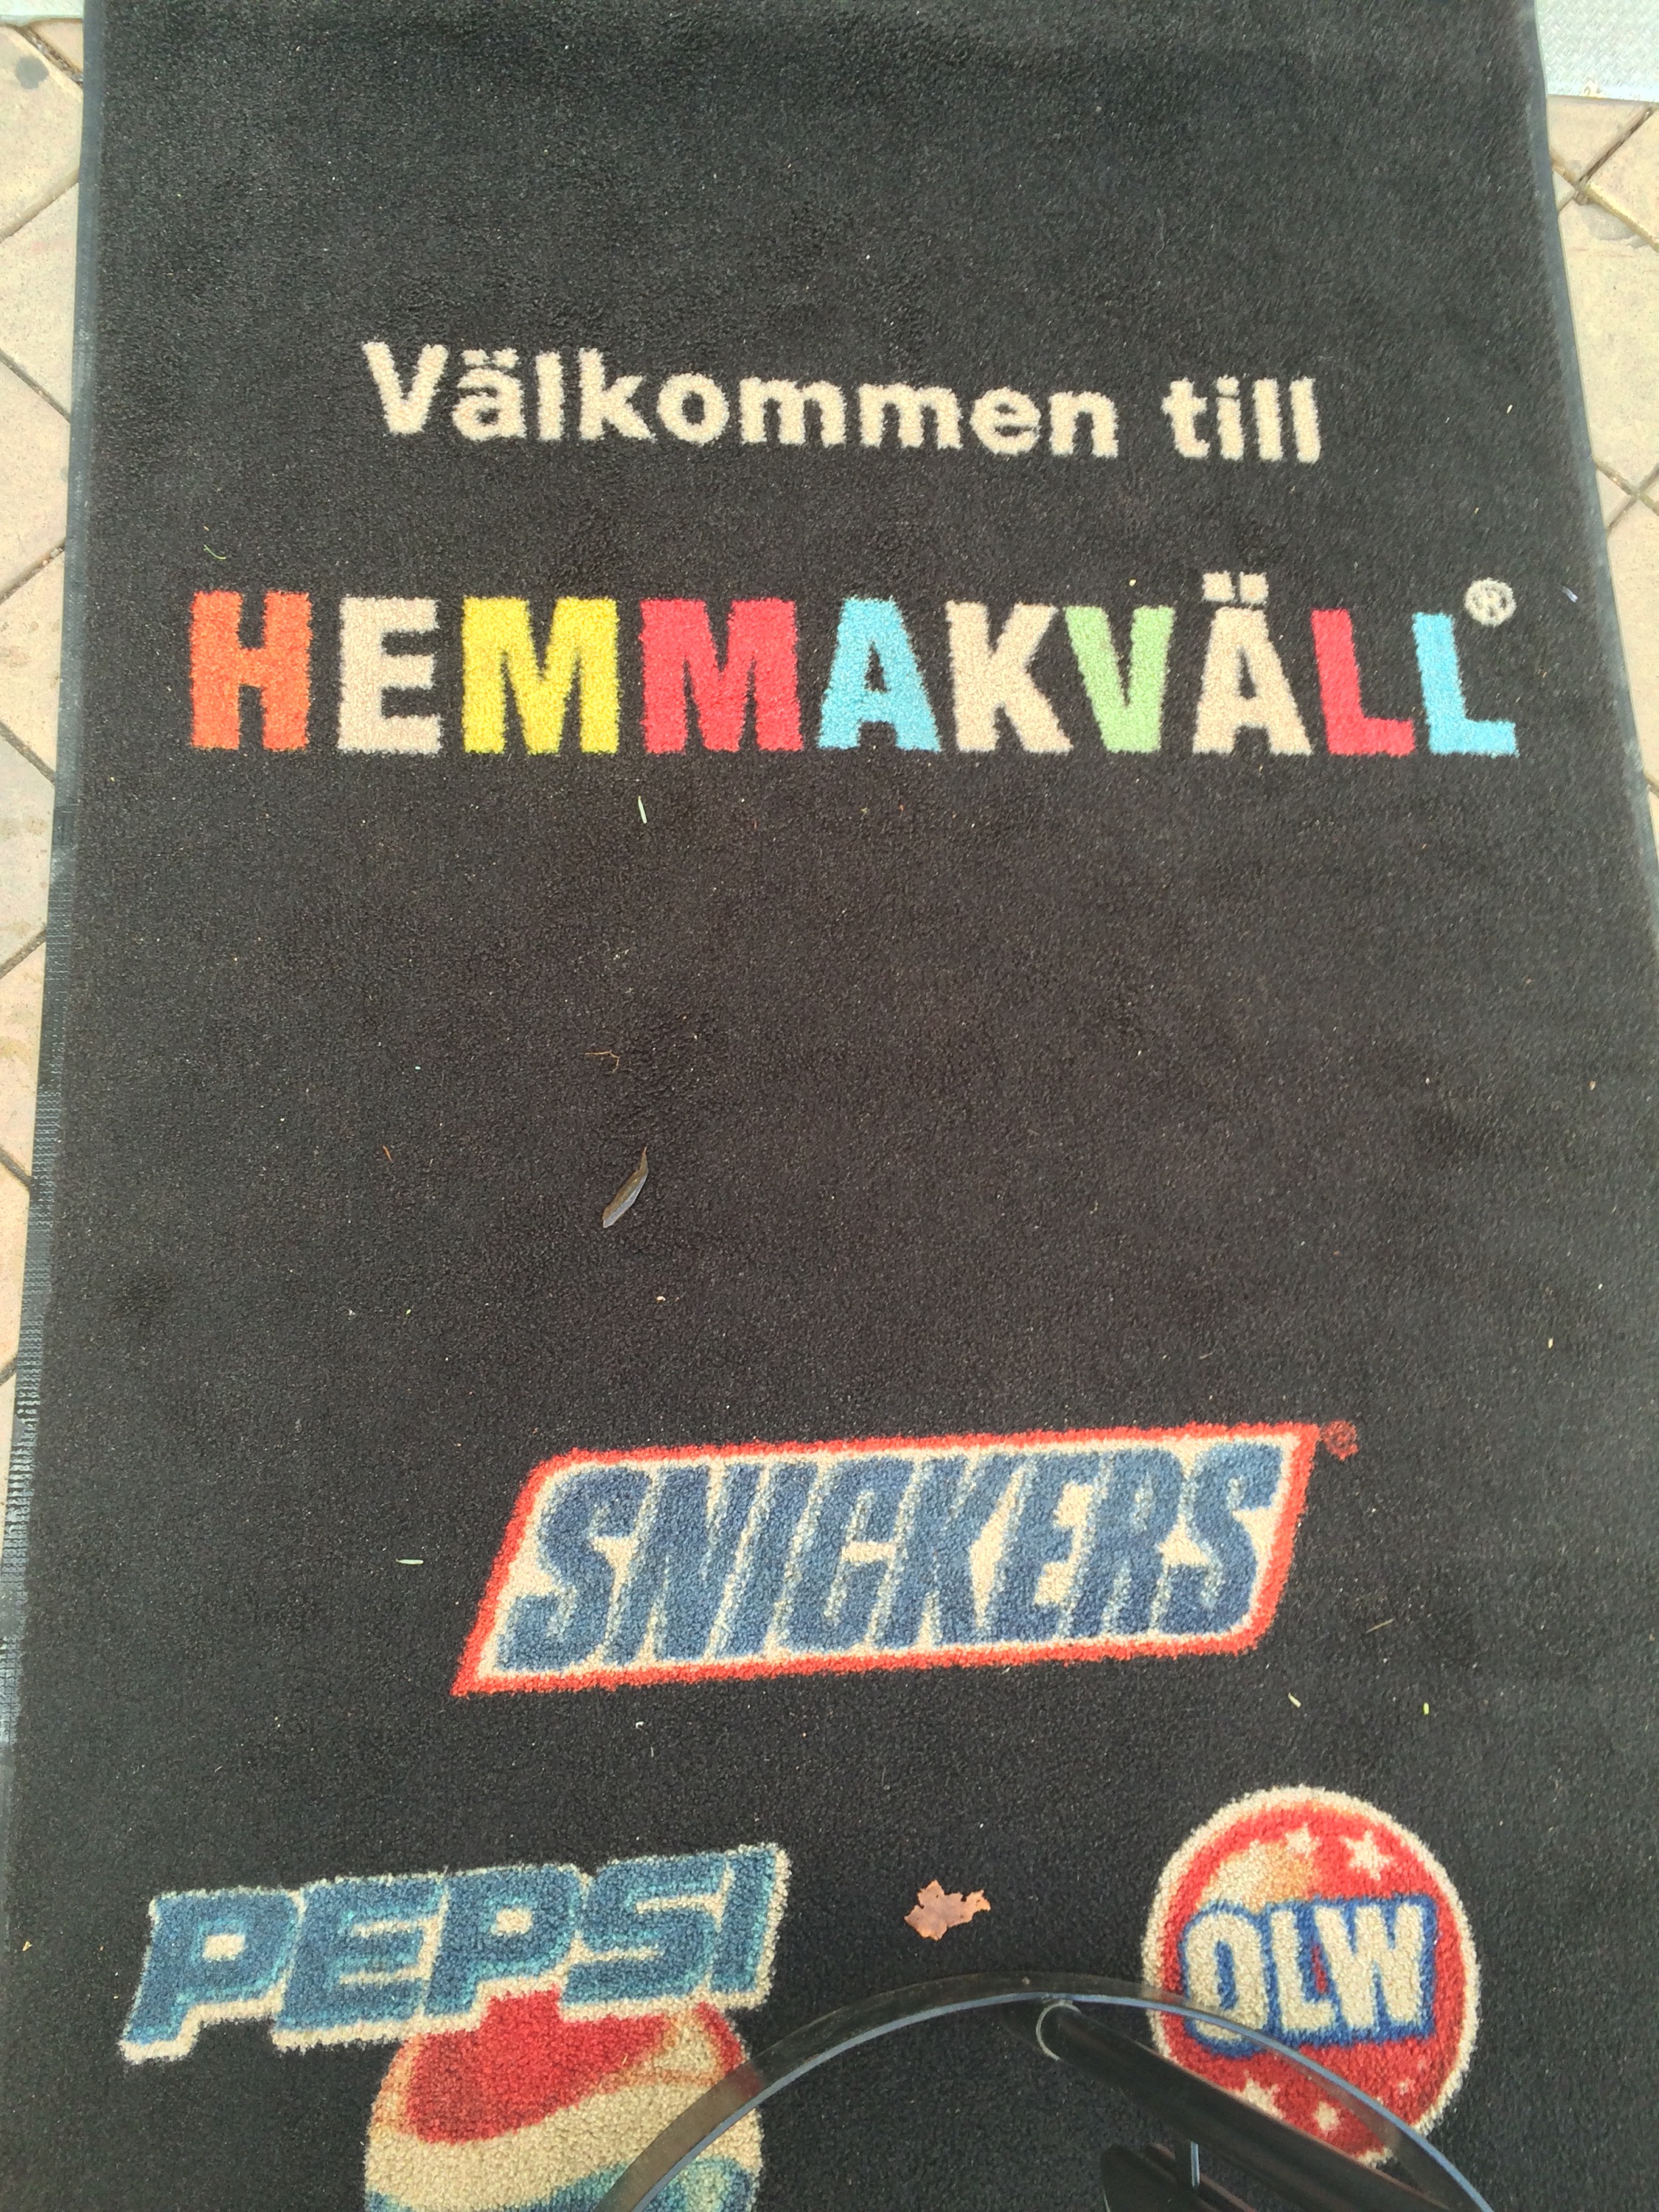 Välkommen till
HEMMAKVÄLL®
SNICKERS®
PEPSI
OLW